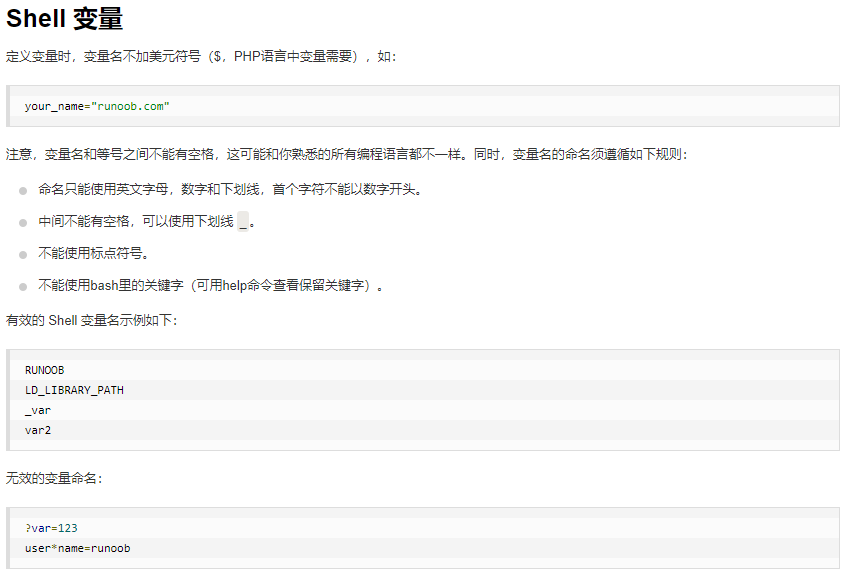 Shell 变量
定义变量时，变量名不加美元符号（$，PHP语言中变量需要），如：
your_name="runoob.com"
注意，变量名和等号之间不能有空格，这可能和你熟悉的所有编程语言都不一样。同时，变量名的命名须遵循如下规则：
命名只能使用英文字母，数字和下划线，首个字符不能以数字开头。
中间不能有空格，可以使用下划线 _。
不能使用标点符号。
不能使用bash里的关键字（可用help命令查看保留关键字）。
有效的 Shell 变量名示例如下：
RUNOOB
LD_LIBRARY_PATH
_var
var2
无效的变量命名：
?var=123
user*name=runoob